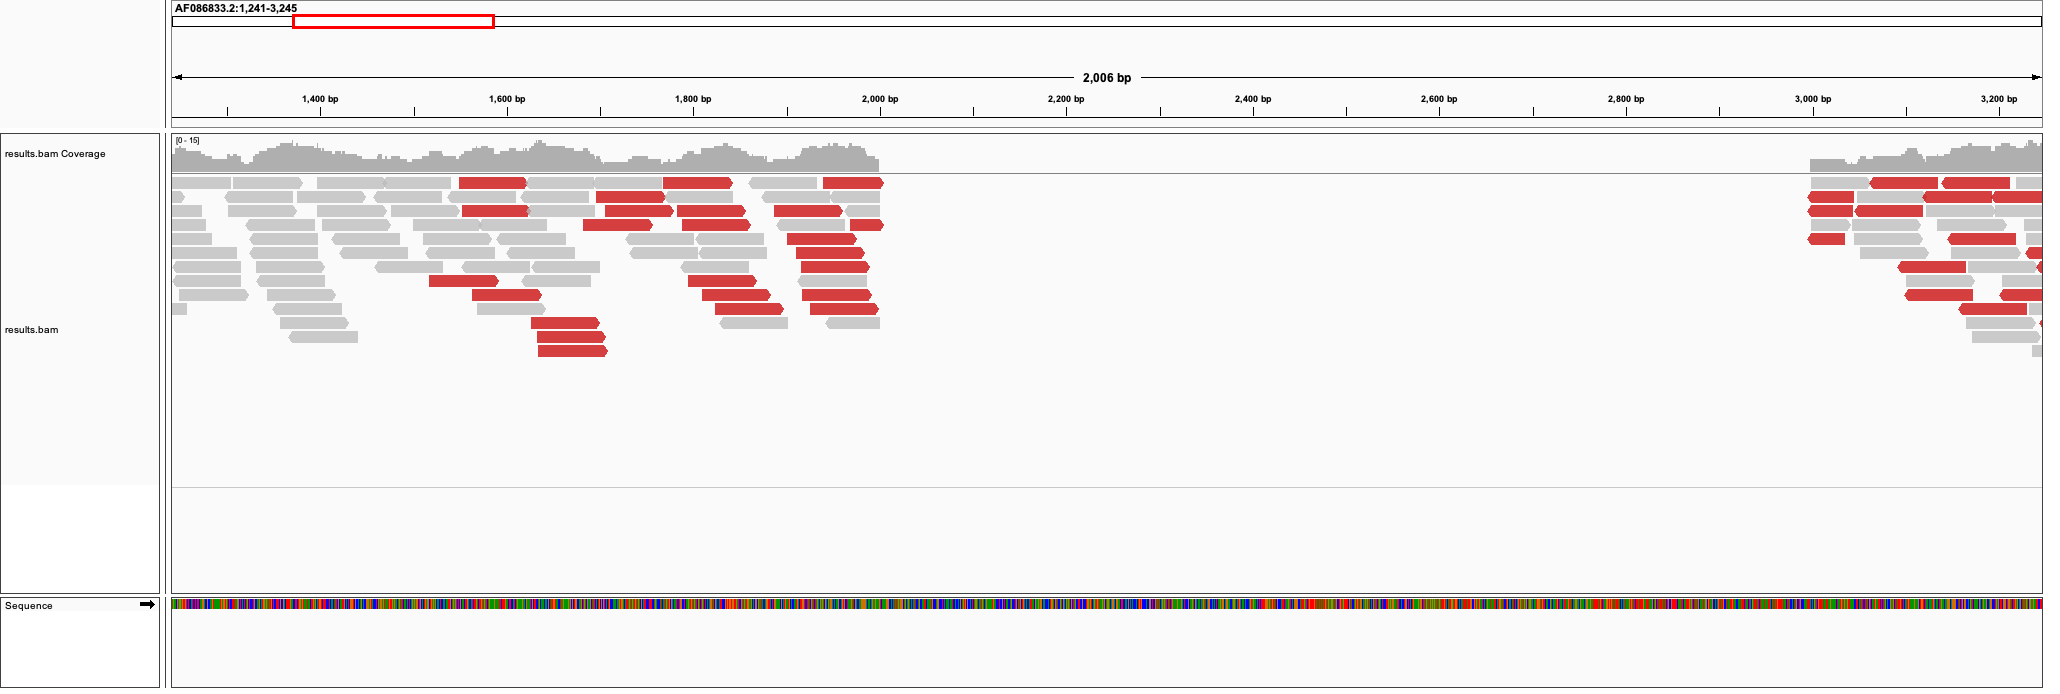 AF086833.2:1,241-3,245
2,006 bp
1,400 bp 1,600 bp 1,800 bp 2,000 bp 2,200 bp 2,400 bp 2,600 bp 2,800 bp 3,000 bp 3,200 bp
[0 - 15]
results.bam Coverage
results.bam
Sequence